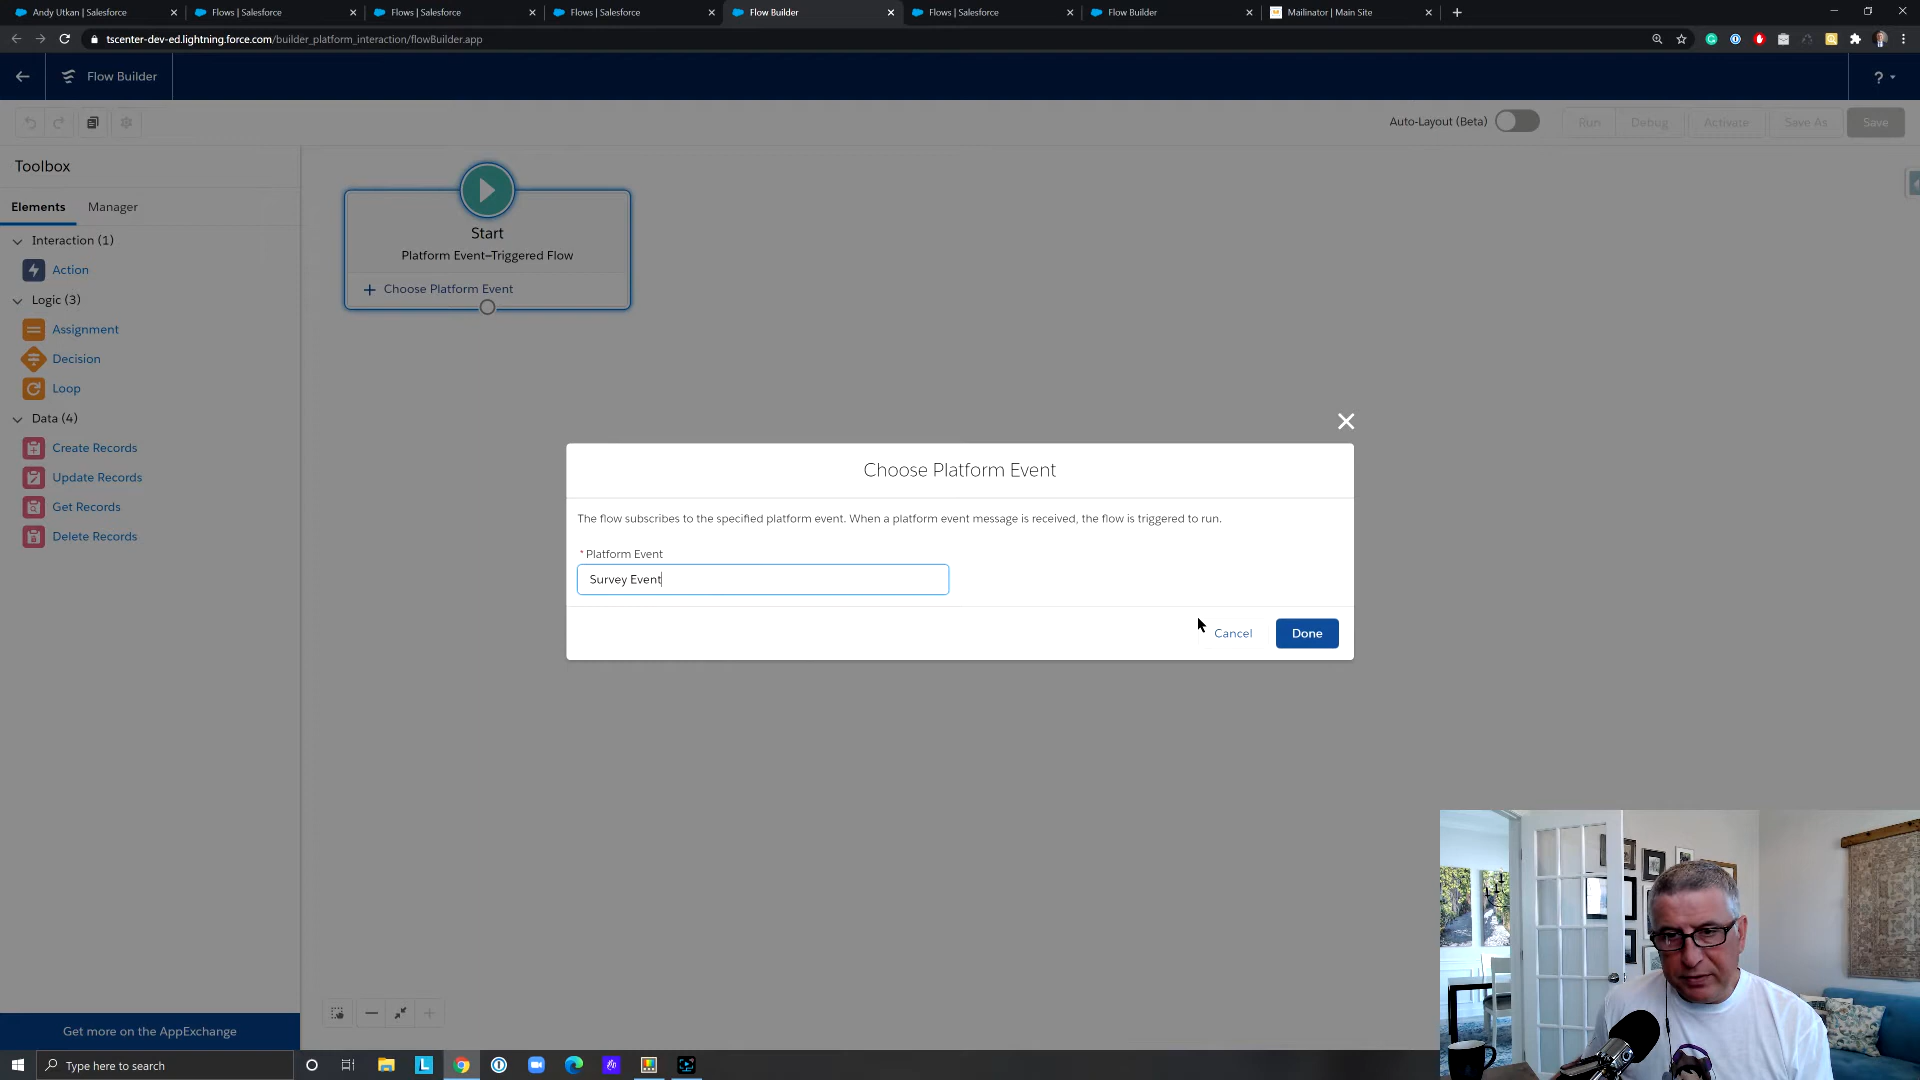 Andy Utkan | Salesforce
Flows | Salesforce
Flows | Salesforce
Flows | Salesforce
Flow Builder
Flows | Salesforce
Flow Builder
Mailinator | Main Site
tscenter-dev-ed.lightning.force.com/builder_platform_interaction/flowBuilder.app
Flow Builder
?
Auto-Layout (Beta)
Run
Debug
Activate
Save As
Save
Toolbox
Elements
Manager
Interaction (1)
Action
Logic (3)
Assignment
Decision
Loop
Data (4)
Create Records
Update Records
Get Records
Delete Records
Get more on the AppExchange
Start
Platform Event–Triggered Flow
+ Choose Platform Event
Choose Platform Event
The flow subscribes to the specified platform event. When a platform event message is received, the flow is triggered to run.
* Platform Event
Survey Event
Cancel
Done
Type here to search